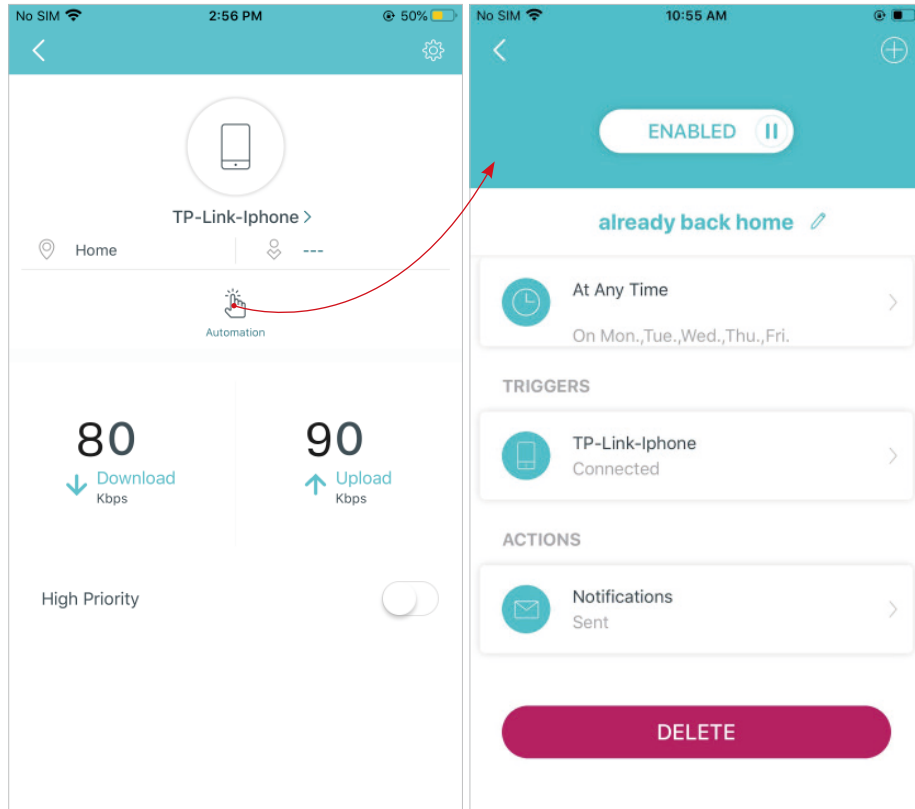 No SIM
2:56 PM
50%
TP-Link-Iphone >
Home
---
Automation
80
Download
Kbps
90
Upload
Kbps
High Priority
No SIM
10:55 AM
ENABLED
already back home
At Any Time
On Mon.,Tue.,Wed.,Thu.,Fri.
TRIGGERS
TP-Link-Iphone
Connected
ACTIONS
Notifications
Sent
DELETE